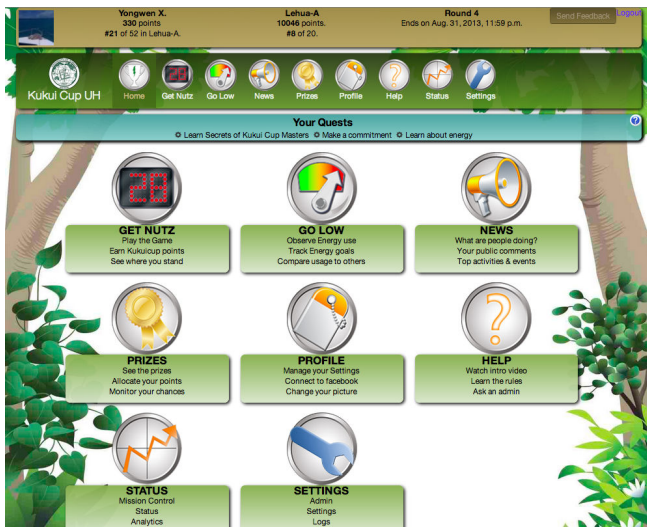 Yongwen X.
330 points
#21 of 52 in Lehua-A.
Lehua-A
10046 points.
#8 of 20.
Round 4
Ends on Aug. 31, 2013, 11:59 p.m.
Send Feedback
Logout
Kukui Cup UH
Home
Get Nutz
Go Low
News
Prizes
Profile
Help
Status
Settings
Your Quests
?
Learn Secrets of Kukui Cup Masters Make a commitment Learn about energy
GET NUTZ
Play the Game
Earn Kukuicup points
See where you stand
GO LOW
Observe Energy use
Track Energy goals
Compare usage to others
NEWS
What are people doing?
Your public comments
Top activities & events
PRIZES
See the prizes
Allocate your points
Monitor your chances
PROFILE
Manage your Settings
Connect to facebook
Change your picture
HELP
Watch intro video
Learn the rules
Ask an admin
STATUS
Mission Control
Status
Analytics
SETTINGS
Admin
Settings
Logs